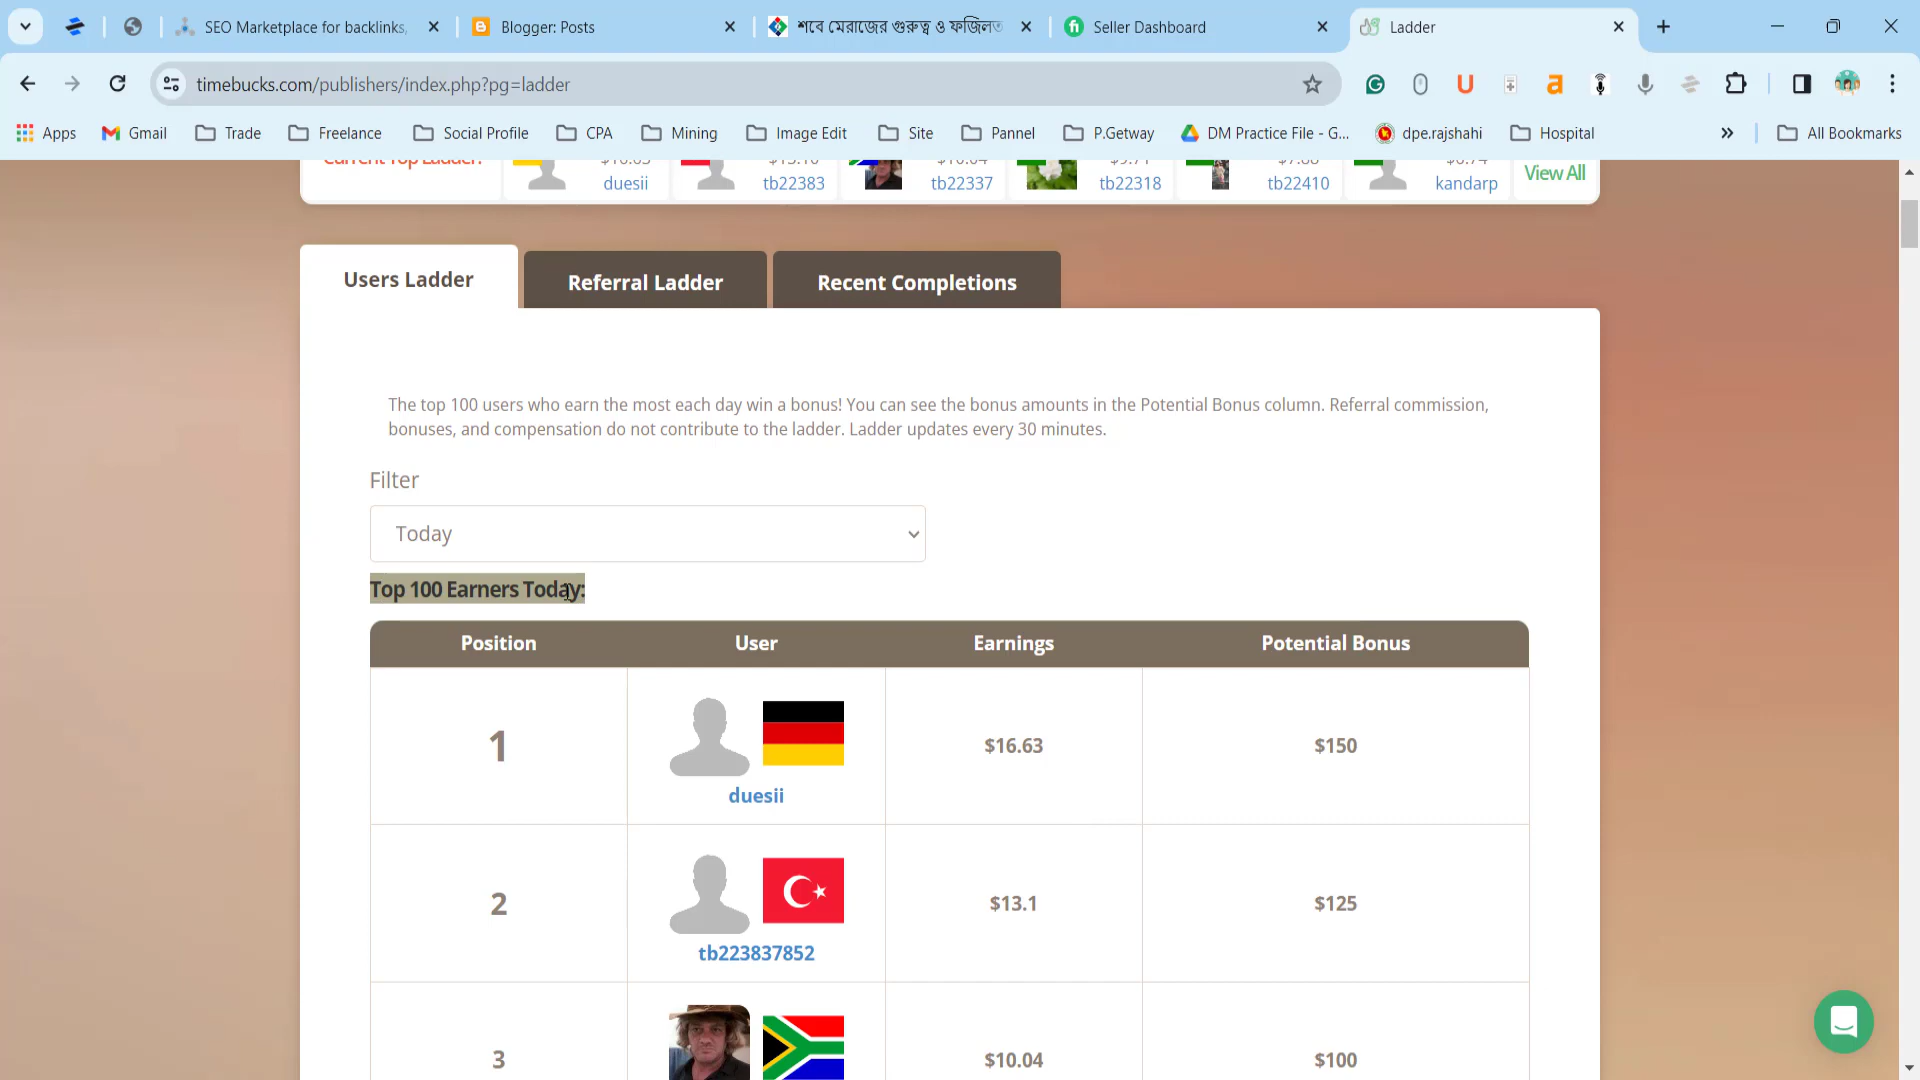 SEO Marketplace for backlinks,
Blogger: Posts
শবে মেরাজের গুরুত্ব ও ফজিলত
Seller Dashboard
Ladder
timebucks.com/publishers/index.php?pg=ladder
Apps
Gmail
Trade
Freelance
Social Profile
CPA
Mining
Image Edit
Site
Pannel
P.Getway
DM Practice File - G...
dpe.rajshahi
Hospital
All Bookmarks
Current Top Ladder:
duesii
tb22383
tb22337
tb22318
tb22410
kandarp
View All
Users Ladder
Referral Ladder
Recent Completions
The top 100 users who earn the most each day win a bonus! You can see the bonus amounts in the Potential Bonus column. Referral commission,
bonuses, and compensation do not contribute to the ladder. Ladder updates every 30 minutes.
Filter
Today
Top 100 Earners Today:
Position User Earnings Potential Bonus
1 $16.63 $150
duesii
2 $13.1 $125
tb223837852
3 $10.04 $100